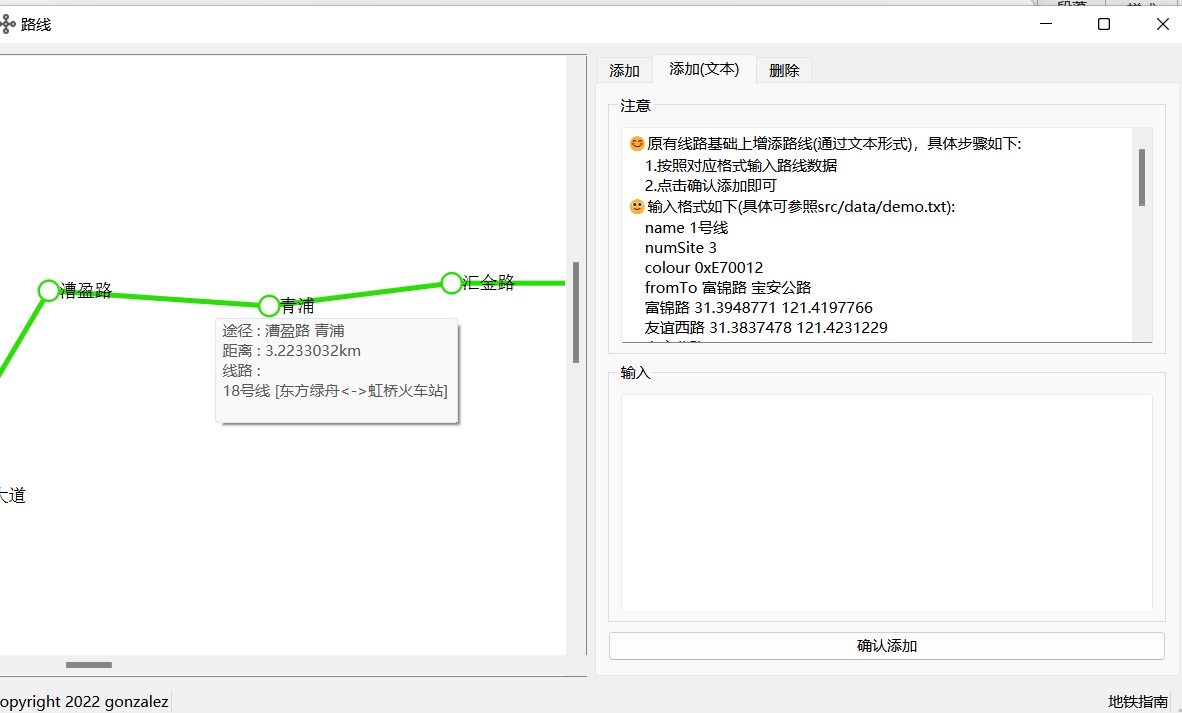 路线
添加
添加(文本)
删除
注意
😊原有线路基础上增添路线(通过文本形式)，具体步骤如下:
1.按照对应格式输入路线数据
2.点击确认添加即可
🙂输入格式如下(具体可参照src/data/demo.txt):
name 1号线
numSite 3
colour 0xE70012
fromTo 富锦路 宝安公路
富锦路 31.3948771 121.4197766
友谊西路 31.3837478 121.4231229
漕盈路
青浦
汇金路
途径 : 漕盈路 青浦
距离 : 3.2233032km
线路 :
18号线 [东方绿舟<->虹桥火车站]
大道
输入
确认添加
opyright 2022 gonzalez
地铁指南